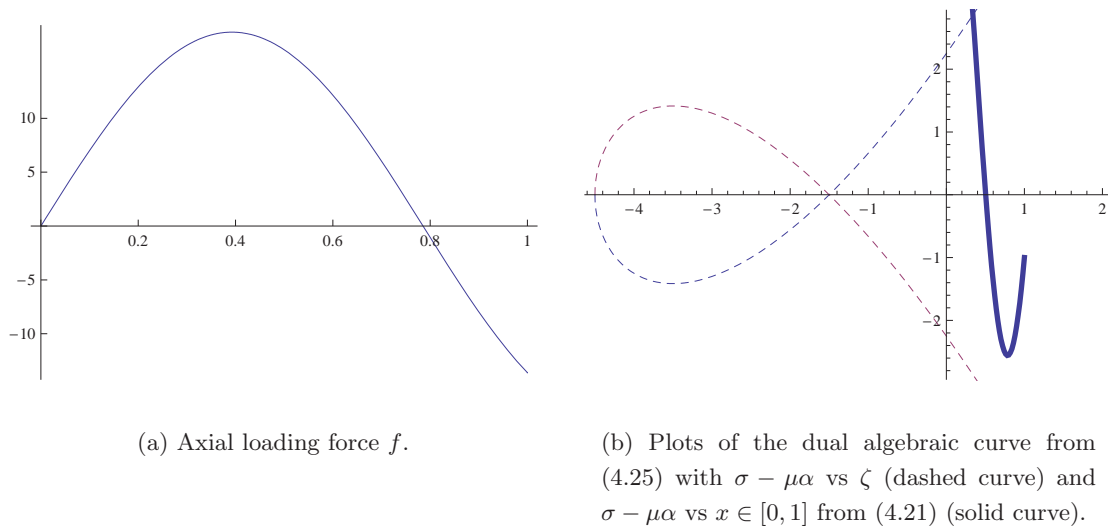 10
5
0.2 0.4 0.6 0.8 1
−5
−10
2
1
−4 −3 −2 −1 1 2
−1
−2
(a) Axial loading force f.
(b) Plots of the dual algebraic curve from
(4.25) with σ − μα vs ζ (dashed curve) and
σ − μα vs x ∈ [0, 1] from (4.21) (solid curve).